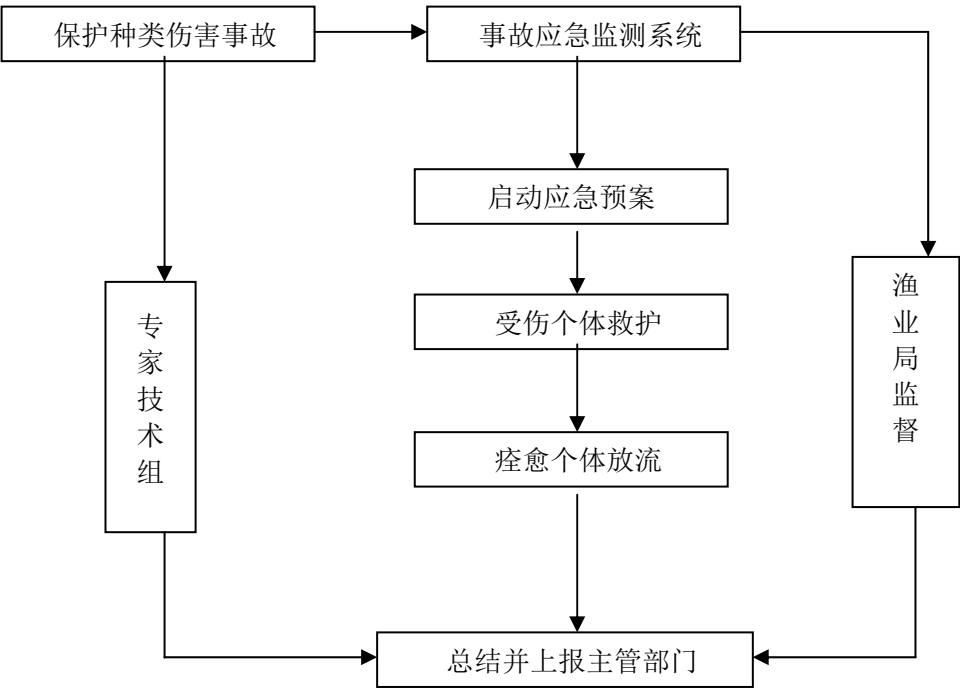 保护种类伤害事故
事故应急监测系统
启动应急预案
受伤个体救护
痊愈个体放流
专家技术组
渔业局监督
总结并上报主管部门